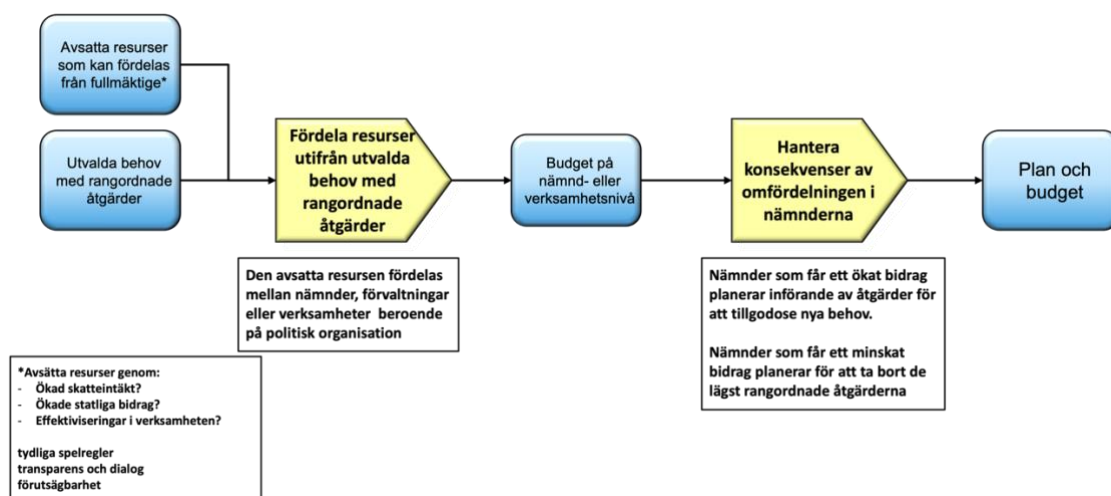 Avsatta resurser
som kan fördelas
från fullmäktige*
Utvalda behov
med rangordnade
åtgärder
Fördela resurser
utifrån utvalda
behov med
rangordnade
åtgärder
Budget på
nämnd- eller
verksamhetsnivå
Hantera
konsekvenser av
omfördelningen i
nämnderna
Plan och
budget
Den avsatta resursen fördelas
mellan nämnder, förvaltningar
eller verksamheter beroende
på politisk organisation
Nämnder som får ett ökat bidrag
planerar införande av åtgärder för
att tillgodose nya behov.
Nämnder som får ett minskat
bidrag planerar för att ta bort de
lägst rangordnade åtgärderna
*Avsätta resurser genom:
- Ökad skatteintäkt?
- Ökade statliga bidrag?
- Effektiviseringar i verksamheten?
tydliga spelregler
transparens och dialog
förutsägbarhet